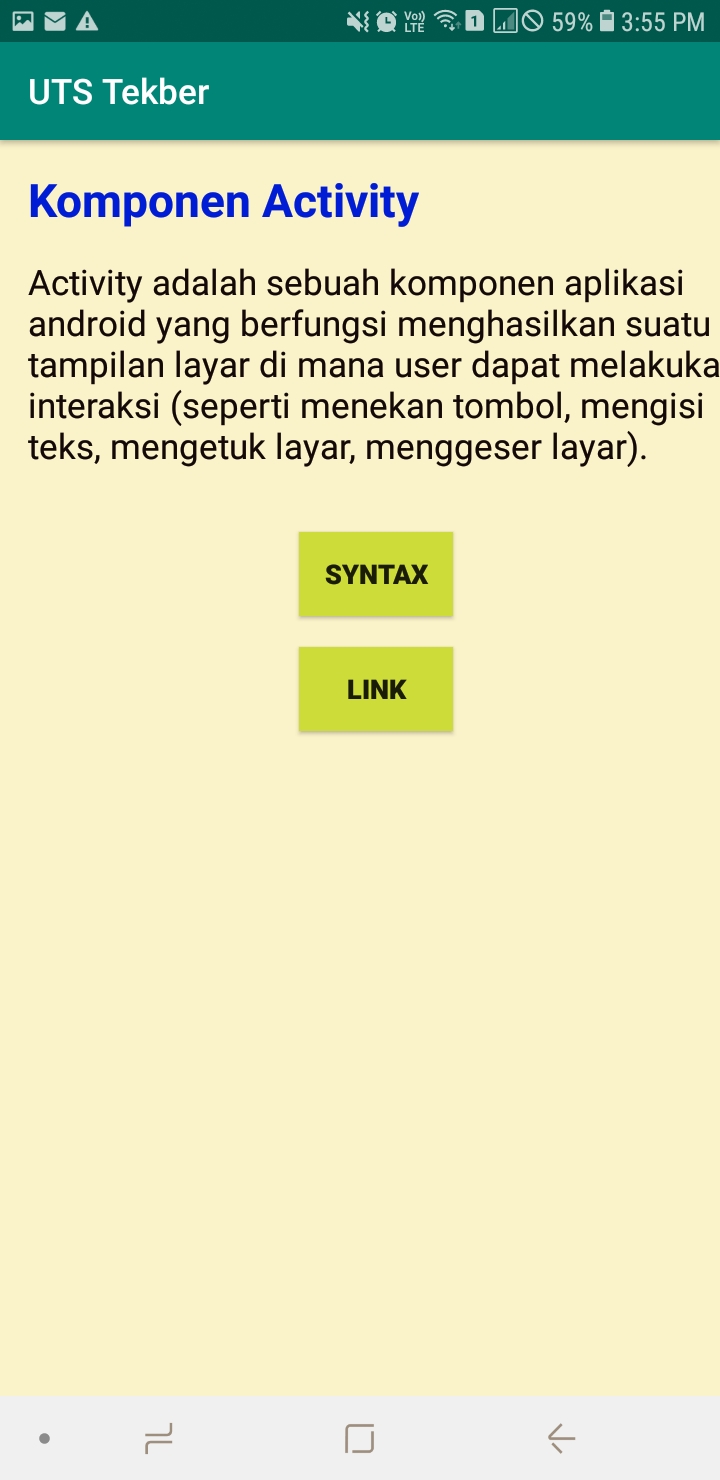 Vo)) LTE 1 59% 3:55 PM
UTS Tekber
Komponen Activity
Activity adalah sebuah komponen aplikasi
android yang berfungsi menghasilkan suatu
tampilan layar di mana user dapat melakuka
interaksi (seperti menekan tombol, mengisi
teks, mengetuk layar, menggeser layar).
SYNTAX
LINK